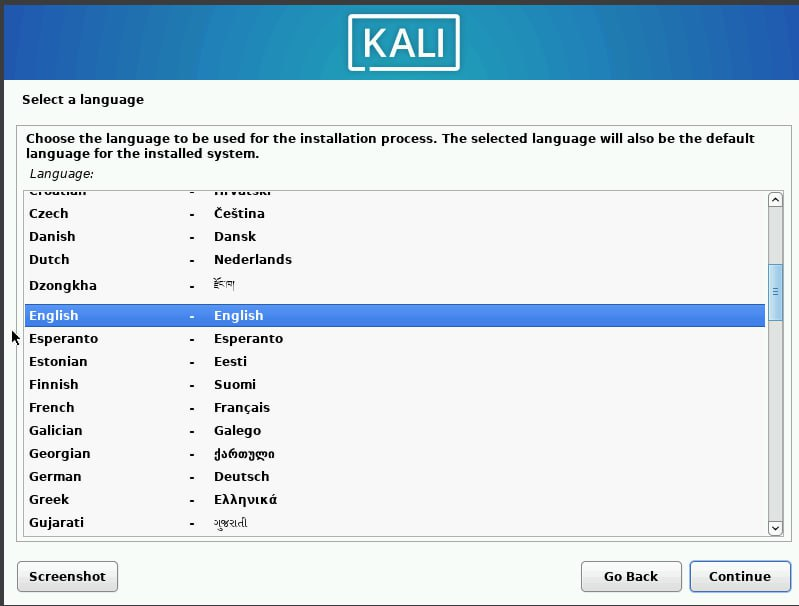 KALI
Select a language
Choose the language to be used for the installation process. The selected language will also be the default
language for the installed system.
Language:
Croatian - Hrvatski
Czech - Čeština
Danish - Dansk
Dutch - Nederlands
Dzongkha - རྫོང་ཁ།
English - English
Esperanto - Esperanto
Estonian - Eesti
Finnish - Suomi
French - Français
Galician - Galego
Georgian - ქართული
German - Deutsch
Greek - Ελληνικά
Gujarati - ગુજરાતી
Screenshot Go Back Continue